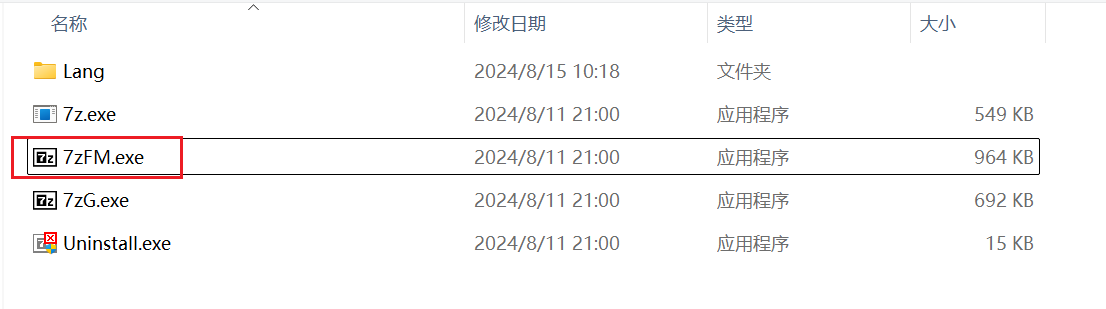 名称 修改日期 类型 大小
Lang 2024/8/15 10:18 文件夹
7z.exe 2024/8/11 21:00 应用程序 549 KB
7zFM.exe 2024/8/11 21:00 应用程序 964 KB
7zG.exe 2024/8/11 21:00 应用程序 692 KB
Uninstall.exe 2024/8/11 21:00 应用程序 15 KB